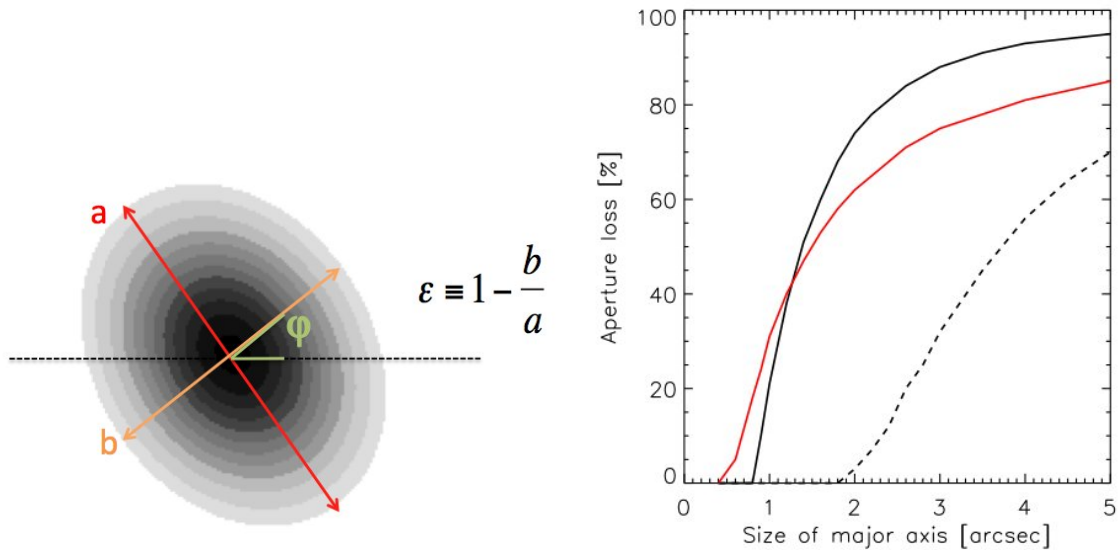 a
b
φ
ε ≡ 1 − b/a
100
80
60
40
20
0
Aperture loss [%]
0 1 2 3 4 5
Size of major axis [arcsec]